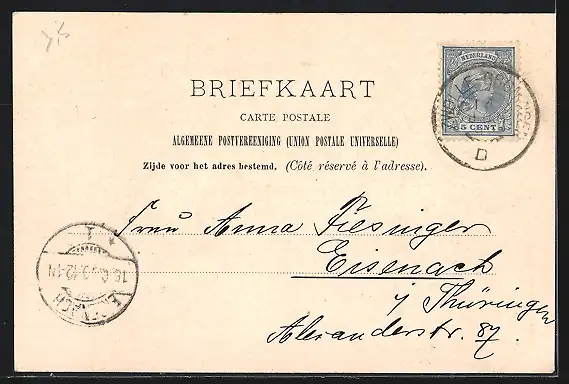 NEDERLAND
5 CENT
BRIEFKAART
CARTE POSTALE
ALGEMEENE POSTVEREENIGING (UNION POSTALE UNIVERSELLE)
Zijde voor het adres bestemd. (Côté réservé à l'adresse).
D
Frau Anna Fiesinger
Eisenach
i/ Thüringen
Alexanderstr. 87.